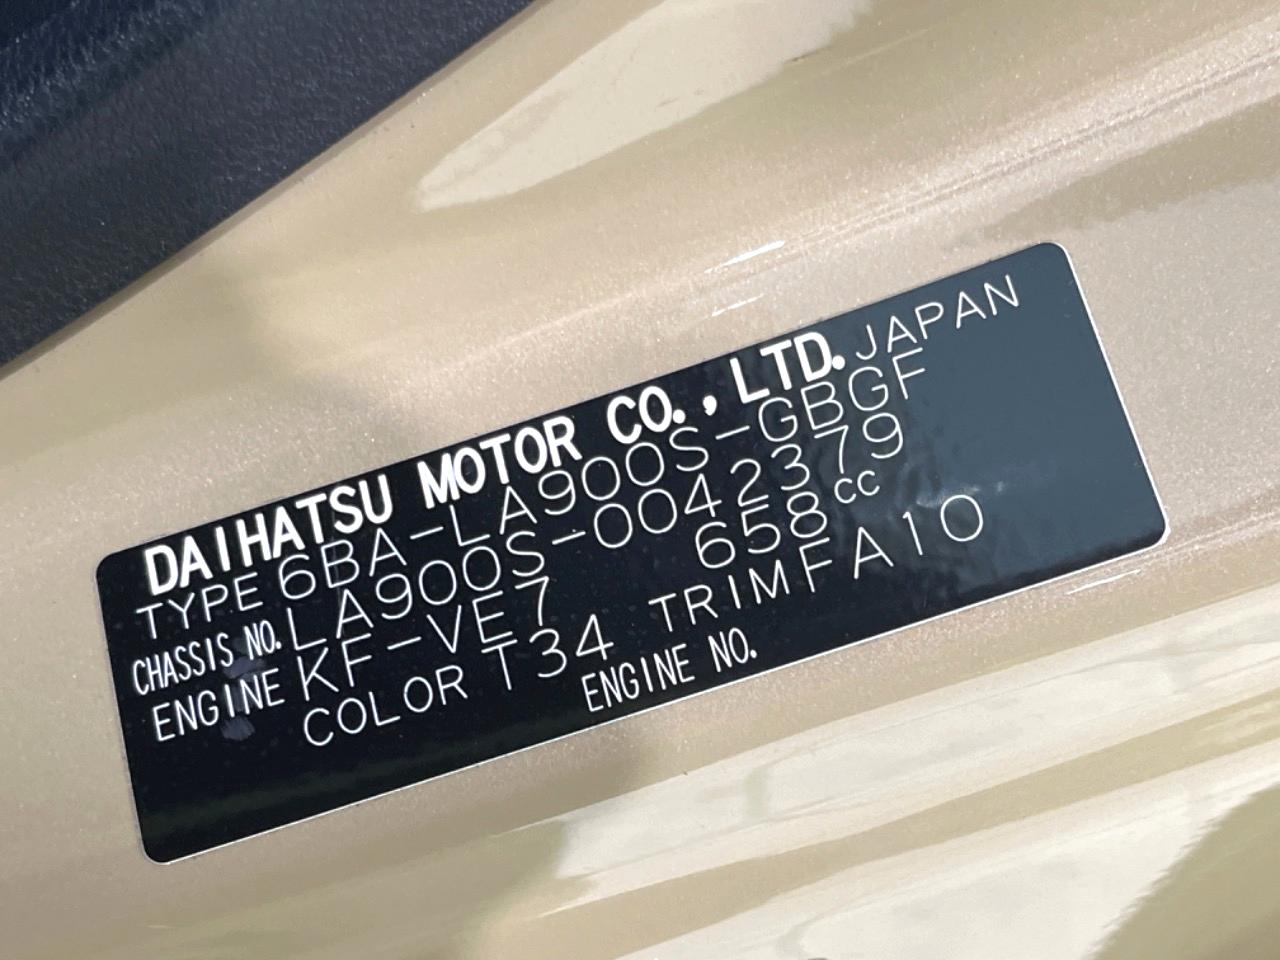 DAIHATSU MOTOR CO., LTD. JAPAN
TYPE 6BA-LA900S-GBGF
CHASSIS NO. LA900S-0042379
ENGINE KF-VE7 658cc
COLOR T34 TRIM FA10
ENGINE NO.